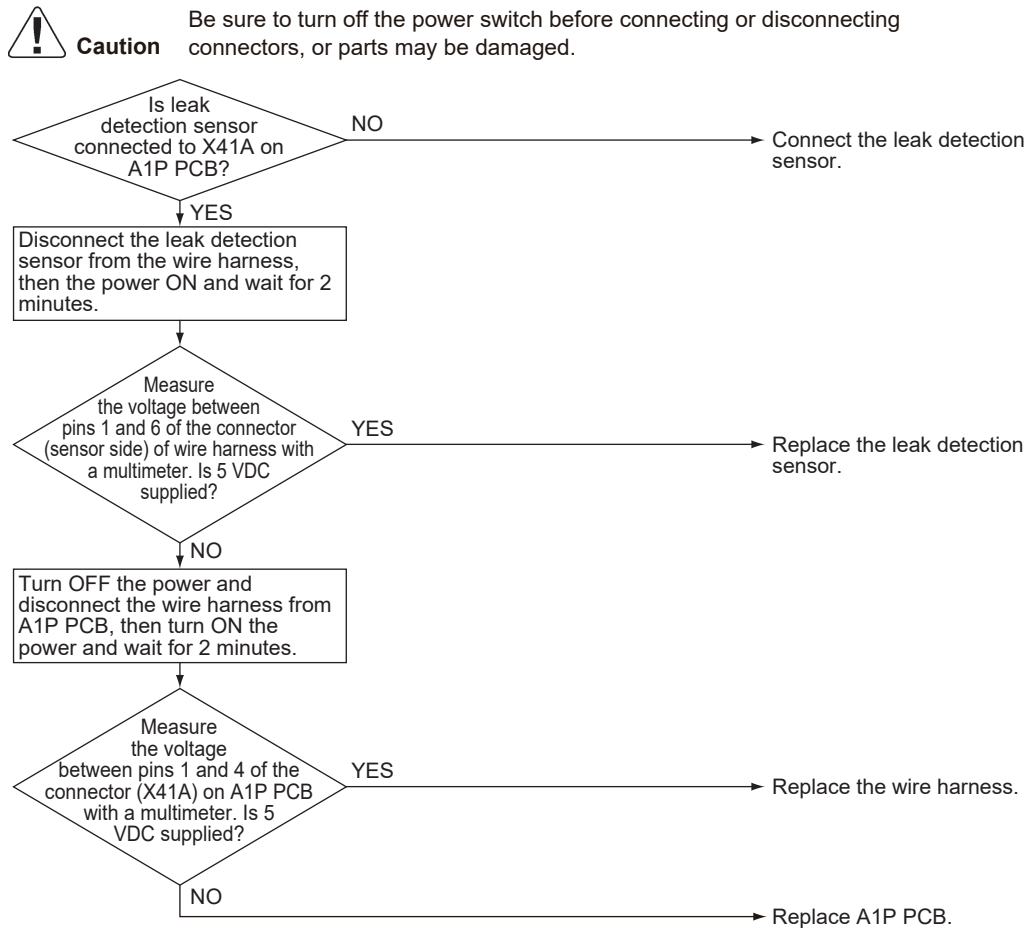 Be sure to turn off the power switch before connecting or disconnecting
Caution
connectors, or parts may be damaged.
Is leak
detection sensor
connected to X41A on
A1P PCB?
NO
Connect the leak detection
sensor.
YES
Disconnect the leak detection
sensor from the wire harness,
then the power ON and wait for 2
minutes.
Measure
the voltage between
pins 1 and 6 of the connector
(sensor side) of wire harness with
a multimeter. Is 5 VDC
supplied?
YES
Replace the leak detection
sensor.
NO
Turn OFF the power and
disconnect the wire harness from
A1P PCB, then turn ON the
power and wait for 2 minutes.
Measure
the voltage
between pins 1 and 4 of the
connector (X41A) on A1P PCB
with a multimeter. Is 5
VDC supplied?
YES
Replace the wire harness.
NO
Replace A1P PCB.